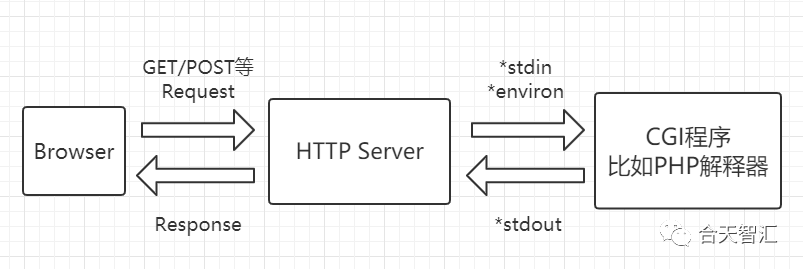 GET/POST等
Request
Browser
Response
HTTP Server
*stdin
*environ
*stdout
CGI程序
比如PHP解释器
合天智汇